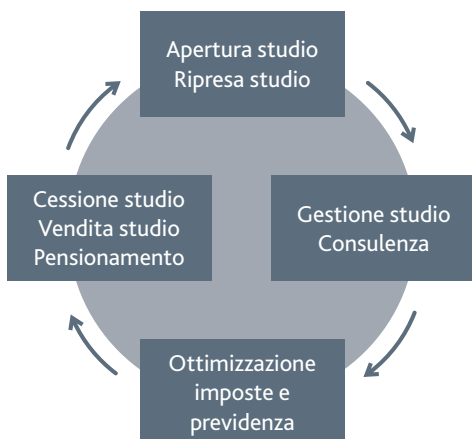 Apertura studio
Ripresa studio
Cessione studio
Vendita studio
Pensionamento
Gestione studio
Consulenza
Ottimizzazione
imposte e
previdenza